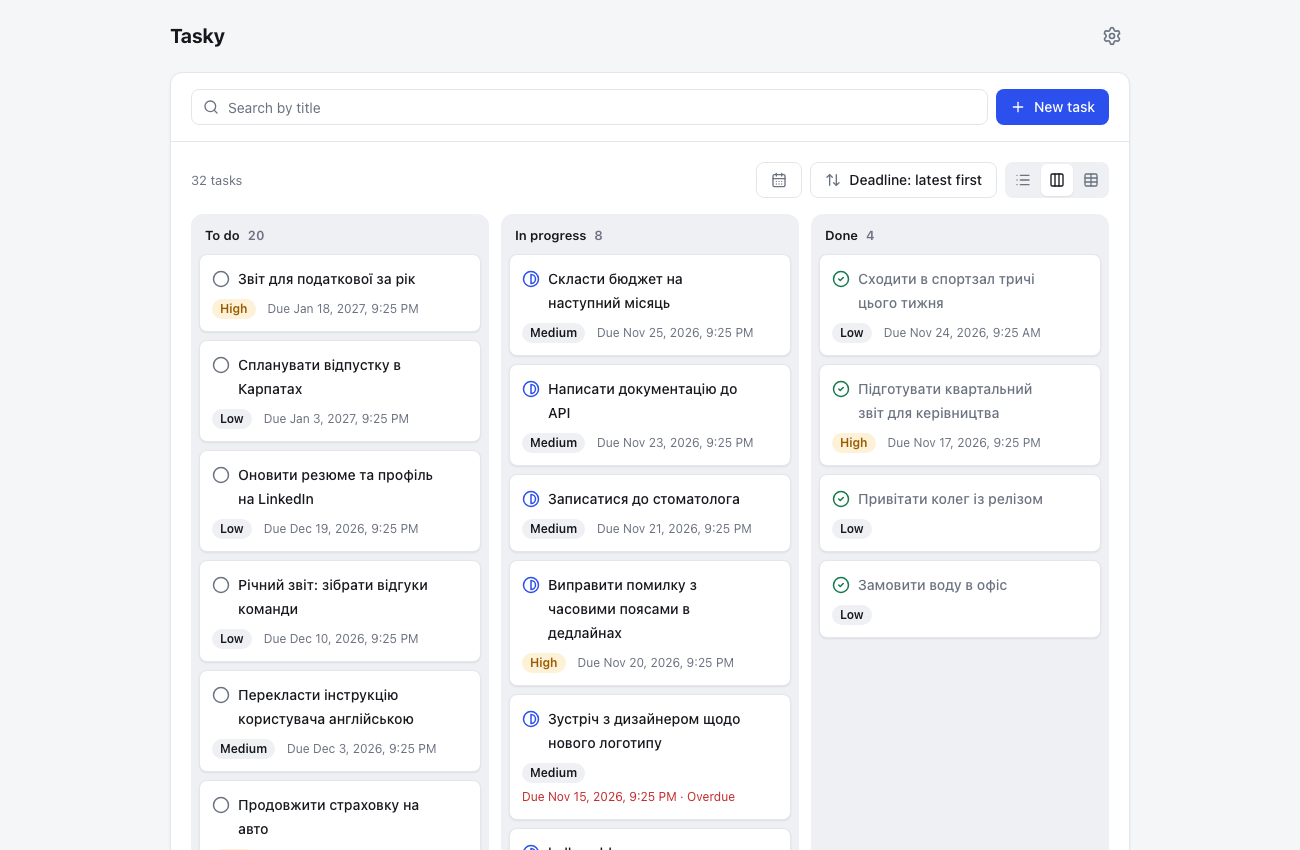 Tasky
Search by title
New task
32 tasks
Deadline: latest first
To do 20
Звіт для податкової за рік
High Due Jan 18, 2027, 9:25 PM
Спланувати відпустку в
Карпатах
Low Due Jan 3, 2027, 9:25 PM
Оновити резюме та профіль
на LinkedIn
Low Due Dec 19, 2026, 9:25 PM
Річний звіт: зібрати відгуки
команди
Low Due Dec 10, 2026, 9:25 PM
Перекласти інструкцію
користувача англійською
Medium Due Dec 3, 2026, 9:25 PM
Продовжити страховку на
авто
In progress 8
Скласти бюджет на
наступний місяць
Medium Due Nov 25, 2026, 9:25 PM
Написати документацію до
API
Medium Due Nov 23, 2026, 9:25 PM
Записатися до стоматолога
Medium Due Nov 21, 2026, 9:25 PM
Виправити помилку з
часовими поясами в
дедлайнах
High Due Nov 20, 2026, 9:25 PM
Зустріч з дизайнером щодо
нового логотипу
Medium
Due Nov 15, 2026, 9:25 PM · Overdue
Done 4
Сходити в спортзал тричі
цього тижня
Low Due Nov 24, 2026, 9:25 AM
Підготувати квартальний
звіт для керівництва
High Due Nov 17, 2026, 9:25 PM
Привітати колег із релізом
Low
Замовити воду в офіс
Low